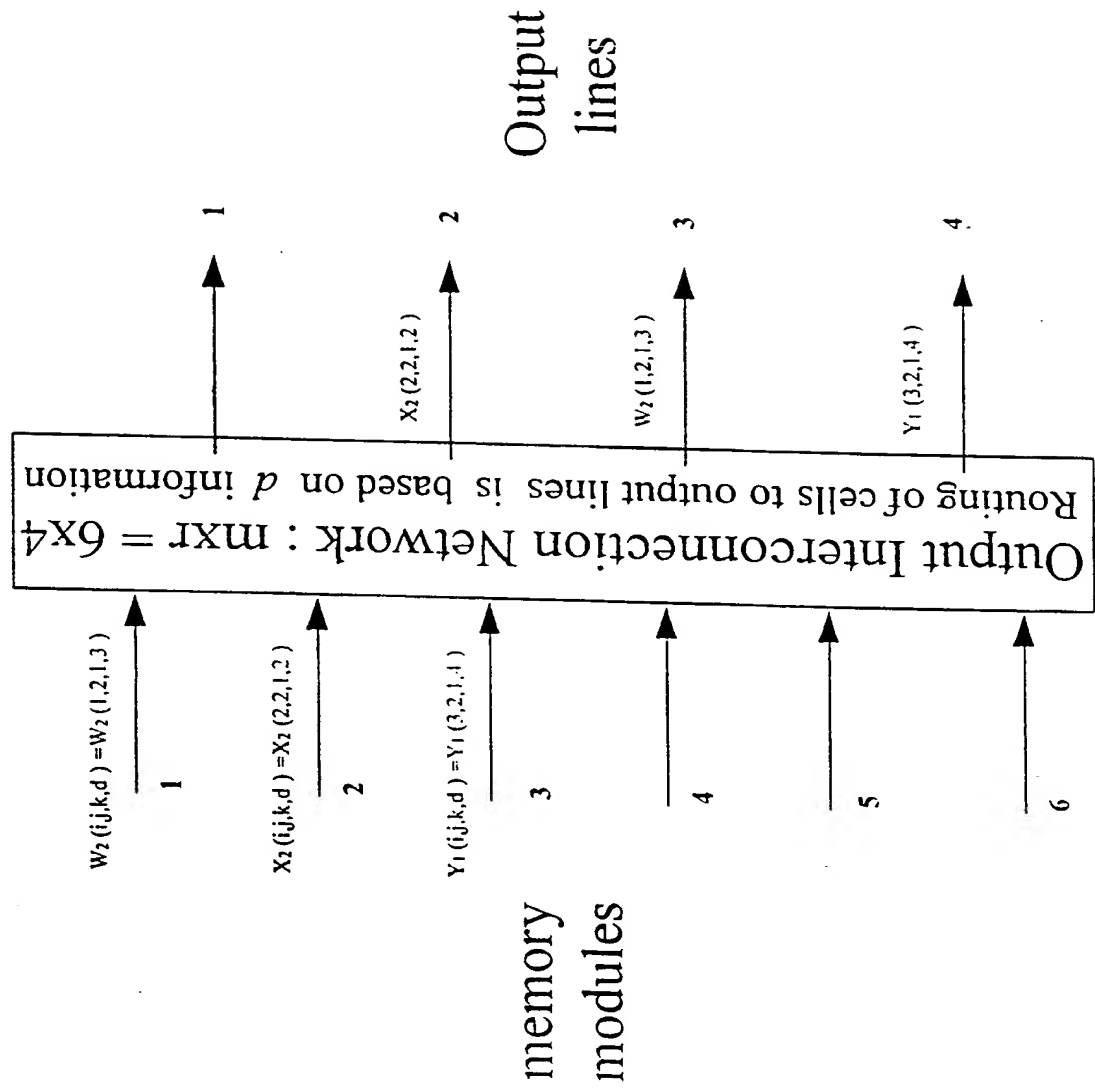 memory
modules
W2 (i,j,k,d ) =W2 (1,2,1,3)
1
X2 (i,j,k,d ) =X2 (2,2,1,2)
2
Y1 (i,j,k,d ) =Y1 (3,2,1,4)
3
4
5
6
Output Interconnection Network : mxr = 6x4
Routing of cells to output lines is based on d information
1
X2 (2,2,1,2 )
2
W2 (1,2,1,3 )
3
Y1 (3,2,1,4 )
4
Output
lines